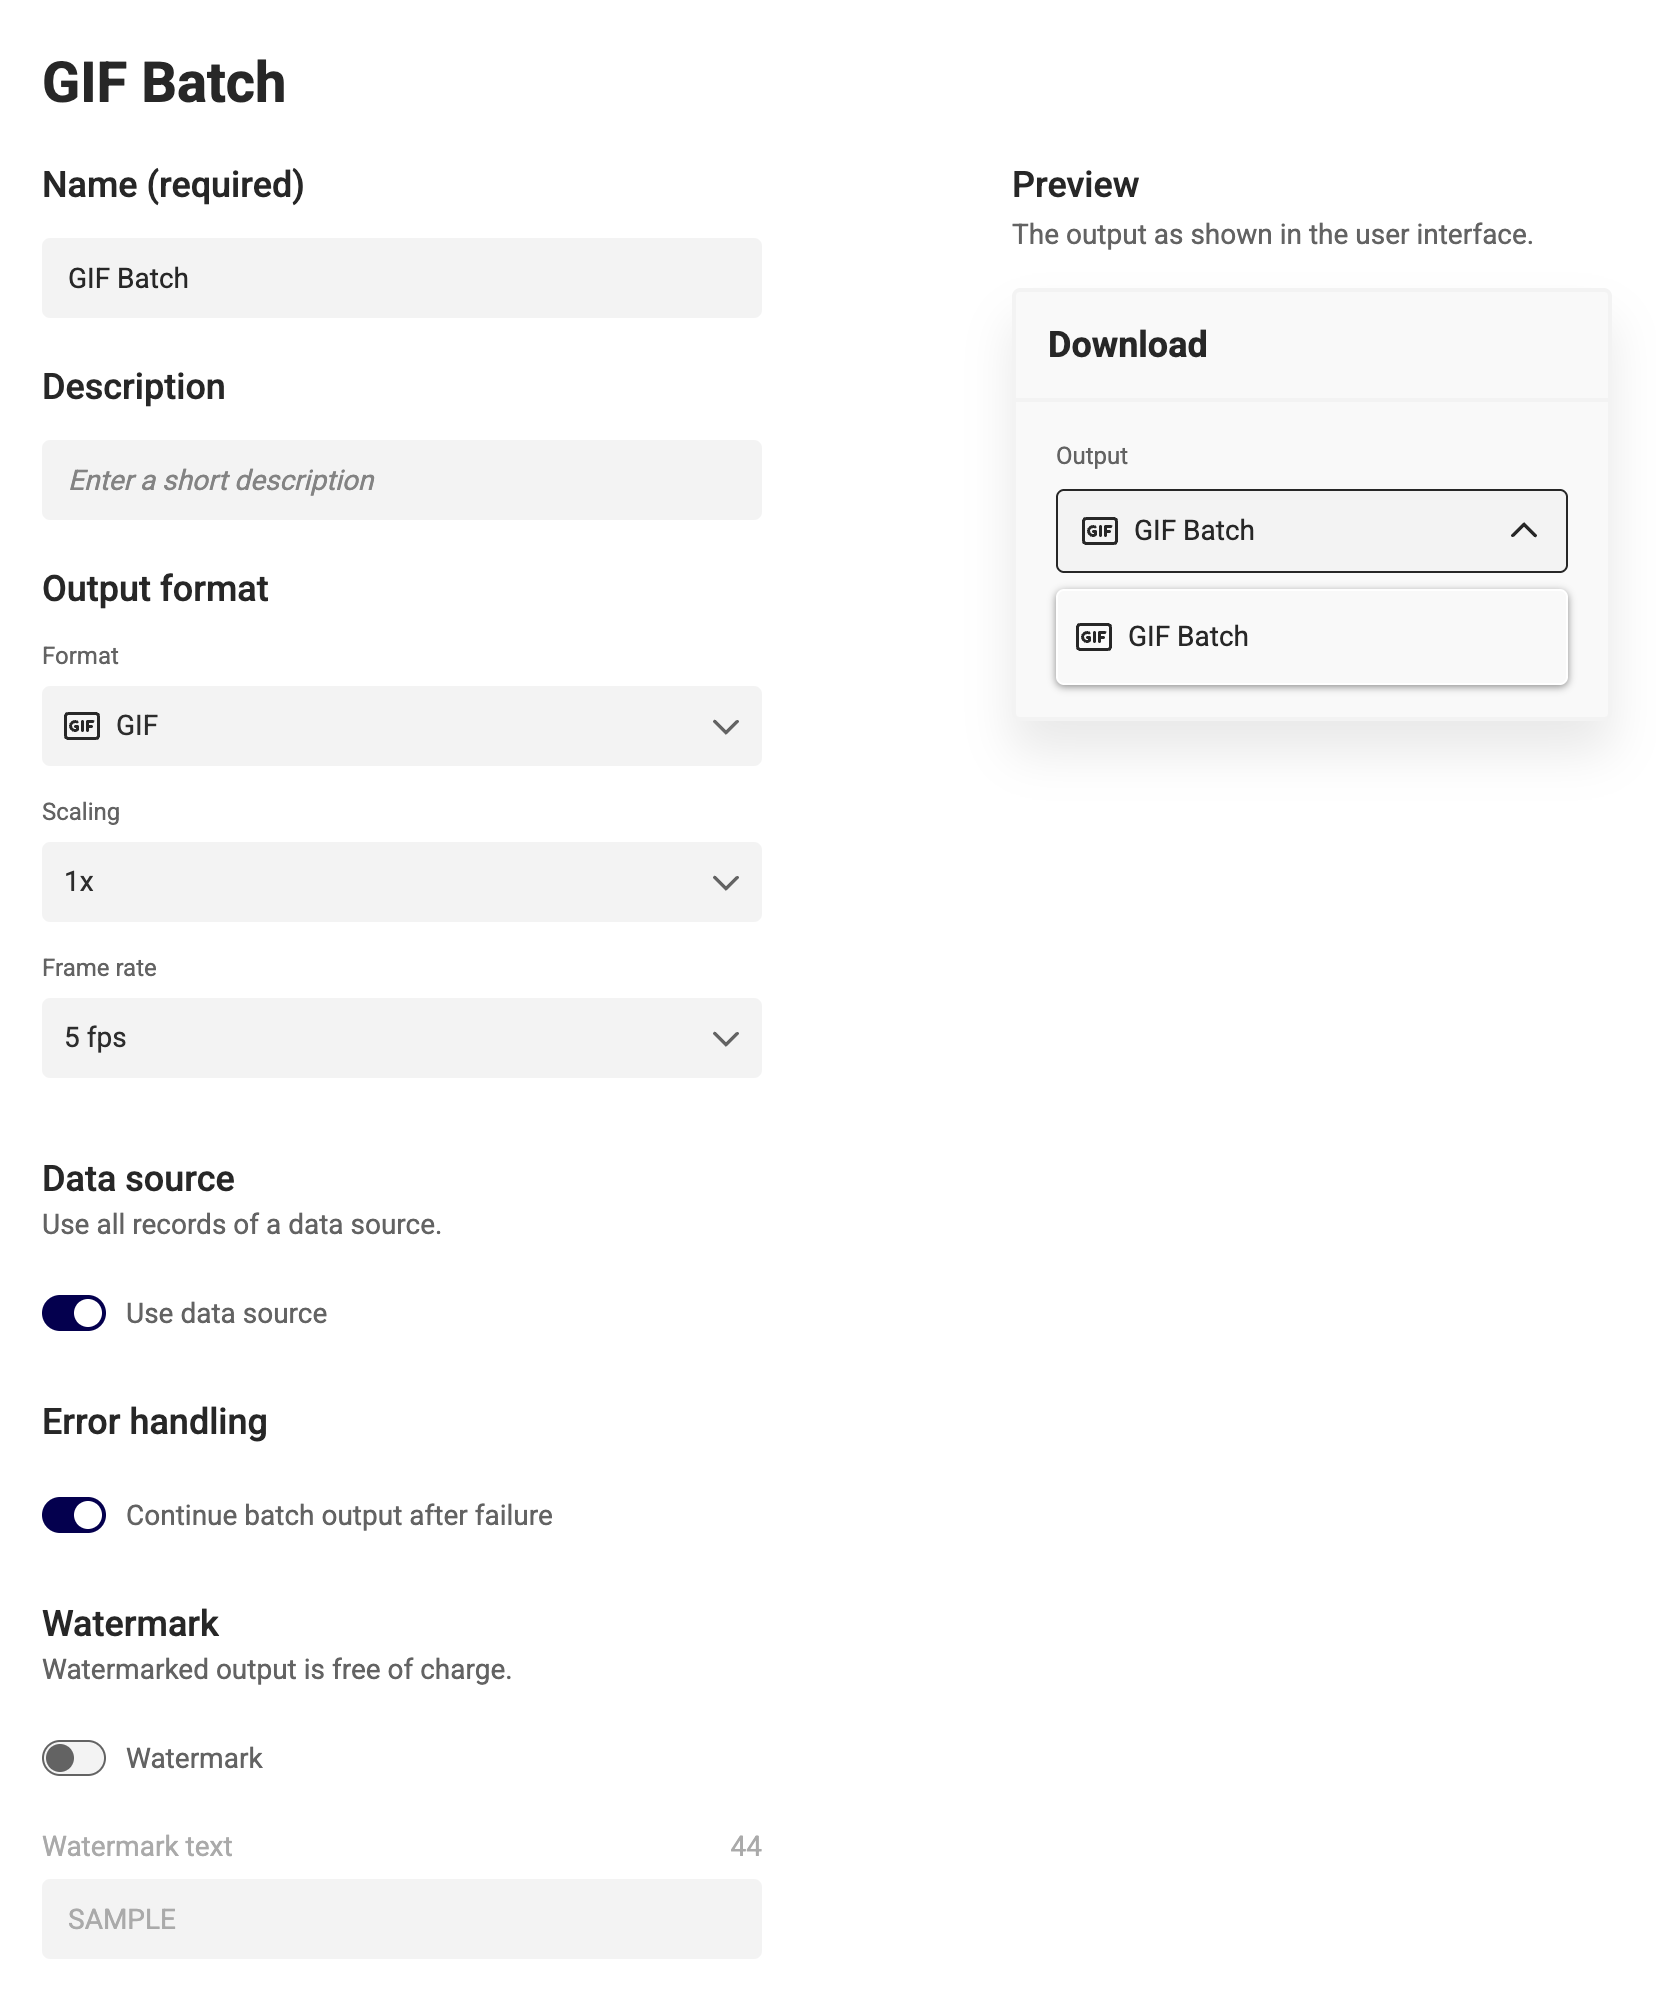 GIF Batch
Name (required)
GIF Batch
Description
Enter a short description
Output format
Format
GIF GIF
Scaling
1x
Frame rate
5 fps
Data source
Use all records of a data source.
Use data source
Error handling
Continue batch output after failure
Watermark
Watermarked output is free of charge.
Watermark
Watermark text 44
SAMPLE
Preview
The output as shown in the user interface.
Download
Output
GIF GIF Batch
GIF GIF Batch